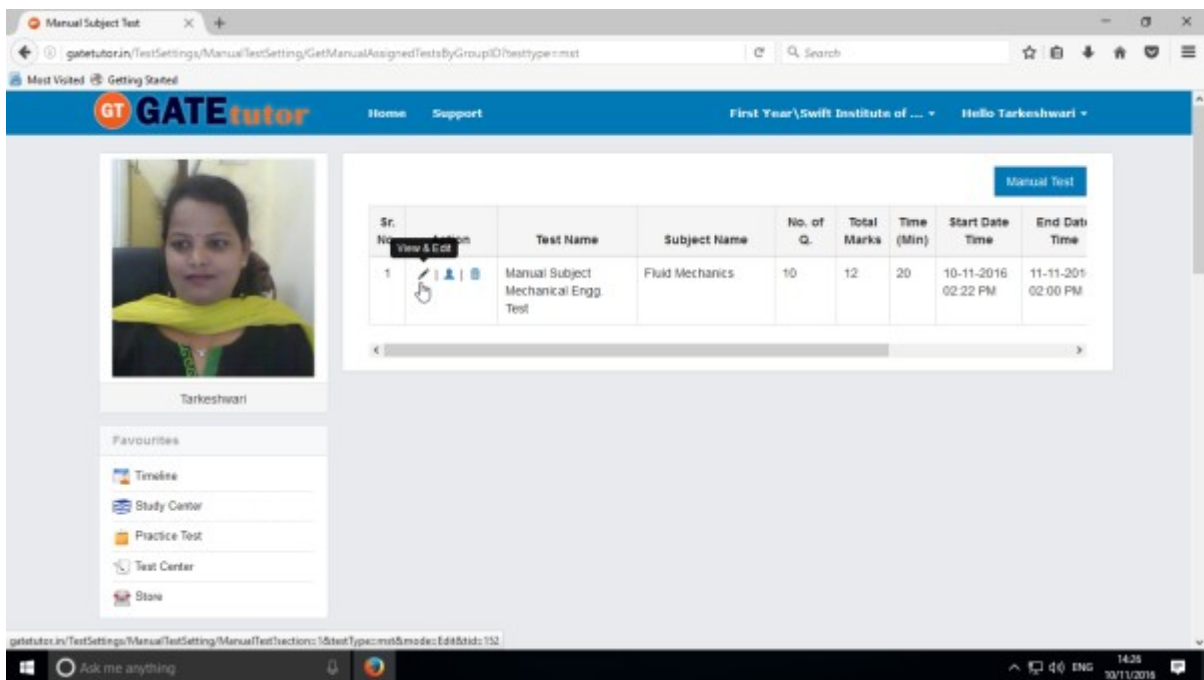 Manual Subject Test
gatetutor.in/TestSettings/ManualTestSetting/GetManualAssignedTestsByGroupID?testtype=mst
Search
Most Visited Getting Started
GT GATEtutor Home Support First Year\Swift Institute of .... Hello Tarkeshwari
Manual Test
Sr. No. of Total Time Start Date End Date
Test Name Subject Name Q. Marks (Min) Time Time
View & Edit
1 Manual Subject Fluid Mechanics 10 12 20 10-11-2016 11-11-201
Mechanical Engg. 02:22 PM 02:00 PM
Test
Tarkeshwari
Favourites
Timeline
Study Center
Practice Test
Test Center
Store
gatetutor.in/TestSettings/ManualTestSetting/ManualTest?section=1&testType=mst&mode=Edit&tid=152
Ask me anything ENG 14:26
10/11/2016